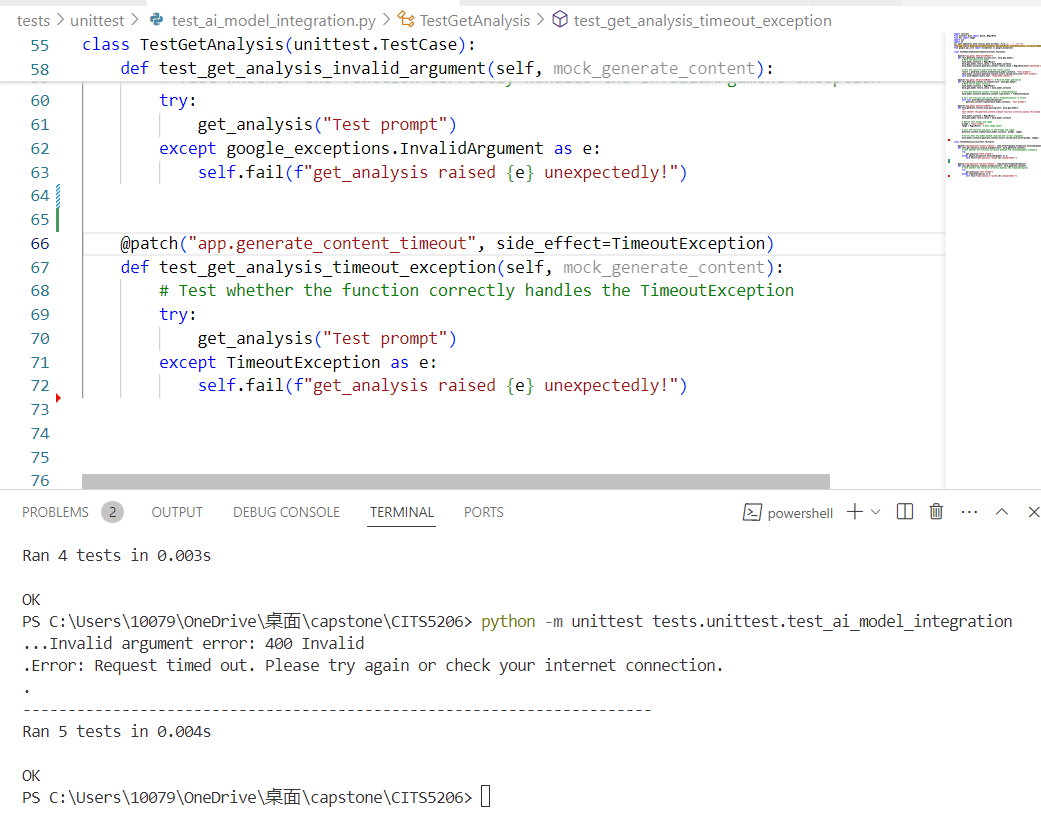 tests > unittest > test_ai_model_integration.py > TestGetAnalysis > test_get_analysis_timeout_exception
55 class TestGetAnalysis(unittest.TestCase):
58 def test_get_analysis_invalid_argument(self, mock_generate_content):
60 try:
61 get_analysis("Test prompt")
62 except google_exceptions.InvalidArgument as e:
63 self.fail(f"get_analysis raised {e} unexpectedly!")
64
65
66 @patch("app.generate_content_timeout", side_effect=TimeoutException)
67 def test_get_analysis_timeout_exception(self, mock_generate_content):
68 # Test whether the function correctly handles the TimeoutException
69 try:
70 get_analysis("Test prompt")
71 except TimeoutException as e:
72 self.fail(f"get_analysis raised {e} unexpectedly!")
73
74
75
76
PROBLEMS 2 OUTPUT DEBUG CONSOLE TERMINAL PORTS powershell
Ran 4 tests in 0.003s
OK
PS C:\Users\10079\OneDrive\桌面\capstone\CITS5206> python -m unittest tests.unittest.test_ai_model_integration
...Invalid argument error: 400 Invalid
.Error: Request timed out. Please try again or check your internet connection.
.
----------------------------------------------------------------------
Ran 5 tests in 0.004s
OK
PS C:\Users\10079\OneDrive\桌面\capstone\CITS5206>